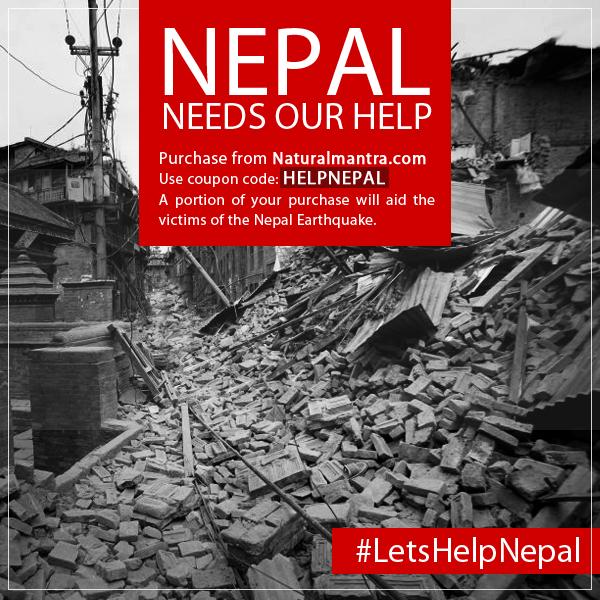 NEPAL
NEEDS OUR HELP
Purchase from Naturalmantra.com
Use coupon code: HELPNEPAL
A portion of your purchase will aid the
victims of the Nepal Earthquake.
#LetsHelpNepal